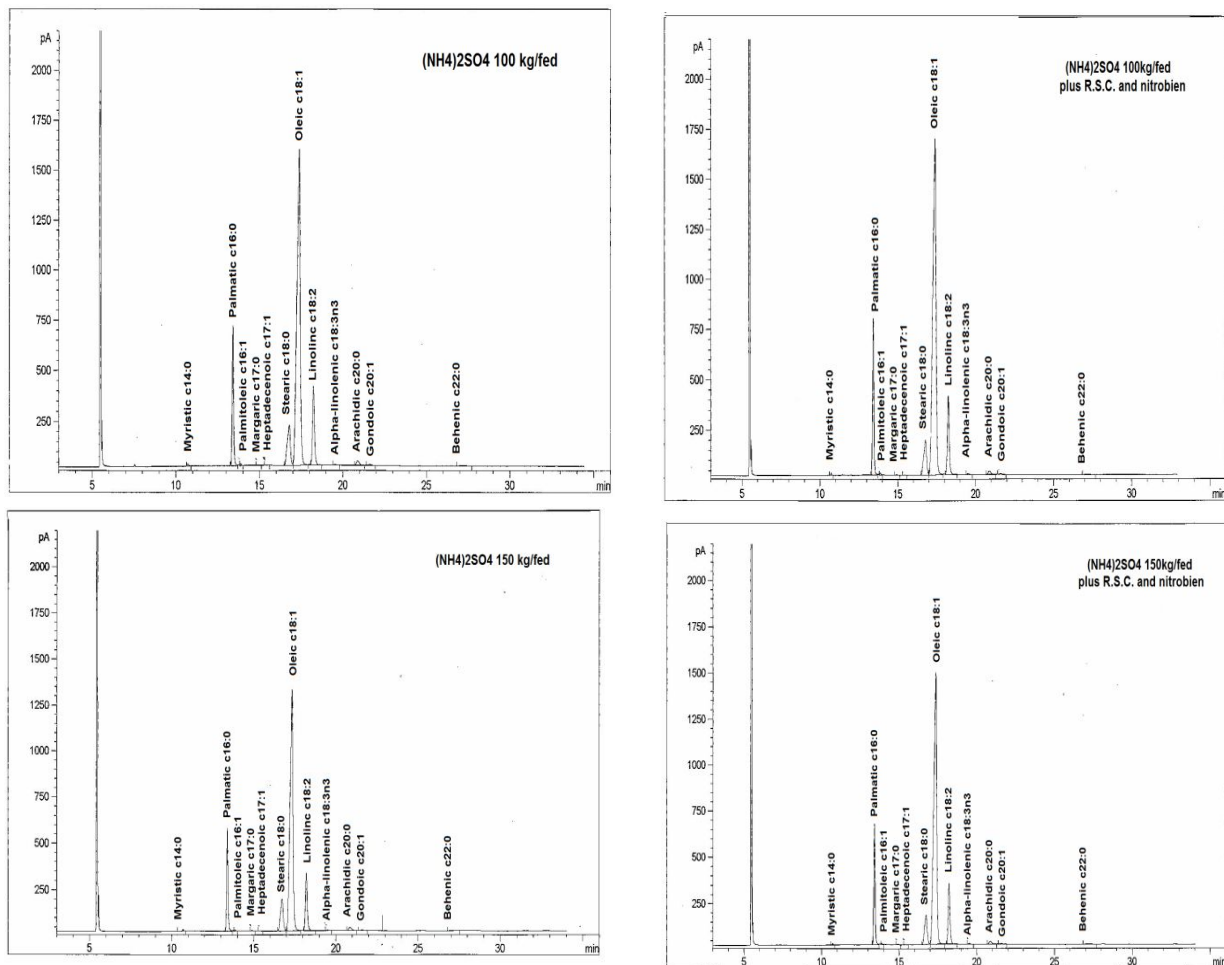 pA
(NH4)2SO4 100 kg/fed
2000
1750
1500
1250
1000
750
500
250
Myristic c14:0
Palmatic c16:0
Palmitoleic c16:1
Margaric c17:0
Heptadecenoic c17:1
Stearic c18:0
Oleic c18:1
Linolinc c18:2
Alpha-linolenic c18:3n3
Arachidic c20:0
Gondoic c20:1
Behenic c22:0
5 10 15 20 25 30 min
pA
(NH4)2SO4 100kg/fed
plus R.S.C. and nitrobien
2000
1750
1500
1250
1000
750
500
250
Myristic c14:0
Palmatic c16:0
Palmitoleic c16:1
Margaric c17:0
Heptadecenoic c17:1
Stearic c18:0
Oleic c18:1
Linolinc c18:2
Alpha-linolenic c18:3n3
Arachidic c20:0
Gondoic c20:1
Behenic c22:0
5 10 15 20 25 30 min
pA
(NH4)2SO4 150 kg/fed
2000
1750
1500
1250
1000
750
500
250
Myristic c14:0
Palmatic c16:0
Palmitoleic c16:1
Margaric c17:0
Heptadecenoic c17:1
Stearic c18:0
Oleic c18:1
Linolinc c18:2
Alpha-linolenic c18:3n3
Arachidic c20:0
Gondoic c20:1
Behenic c22:0
5 10 15 20 25 30 min
pA
(NH4)2SO4 150kg/fed
plus R.S.C. and nitrobien
2000
1750
1500
1250
1000
750
500
250
Myristic c14:0
Palmatic c16:0
Palmitoleic c16:1
Margaric c17:0
Heptadecenoic c17:1
Stearic c18:0
Oleic c18:1
Linolinc c18:2
Alpha-linolenic c18:3n3
Arachidic c20:0
Gondoic c20:1
Behenic c22:0
5 10 15 20 25 30 min